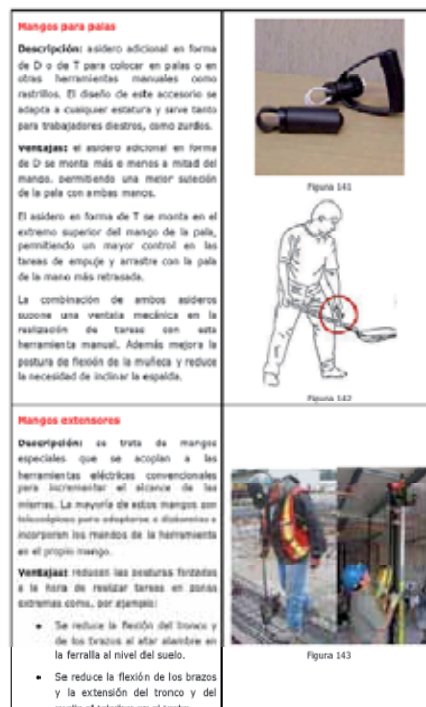 Mangos para palas
Descripción: asidero adicional en forma
de D o de T para colocar en palas o en
otras herramientas manuales como
rastrillos. El diseño de este accesorio se
adapta a cualquier estatura y sirve tanto
para trabajadores diestros, como zurdos.
Ventajas: el asidero adicional en forma
de D se monta más o menos a mitad del
mango, permitiendo una mejor sujeción
de la pala con ambas manos.
El asidero en forma de T se monta en el
extremo superior del mango de la pala,
permitiendo un mayor control en las
tareas de empuje y arrastre con la pala
de la mano más retrasada.
La combinación de ambos asideros
supone una ventaja mecánica en la
realización de tareas con esta
herramienta manual. Además mejora la
postura de flexión de la muñeca y reduce
la necesidad de inclinar la espalda.
Figura 141
Figura 142
Mangos extensores
Descripción: se trata de mangos
especiales que se acoplan a las
herramientas eléctricas convencionales
para incrementar el alcance de las
mismas. La mayoría de estos mangos son
telescópicos para adaptarse a distancias e
incorporan los mandos de la herramienta
en el propio mango.
Ventajas: reducen las posturas forzadas
a la hora de realizar tareas en zonas
extremas como, por ejemplo:
• Se reduce la flexión del tronco y
de los brazos al atar alambre en
la ferralla al nivel del suelo.
• Se reduce la flexión de los brazos
y la extensión del tronco y del
Figura 143